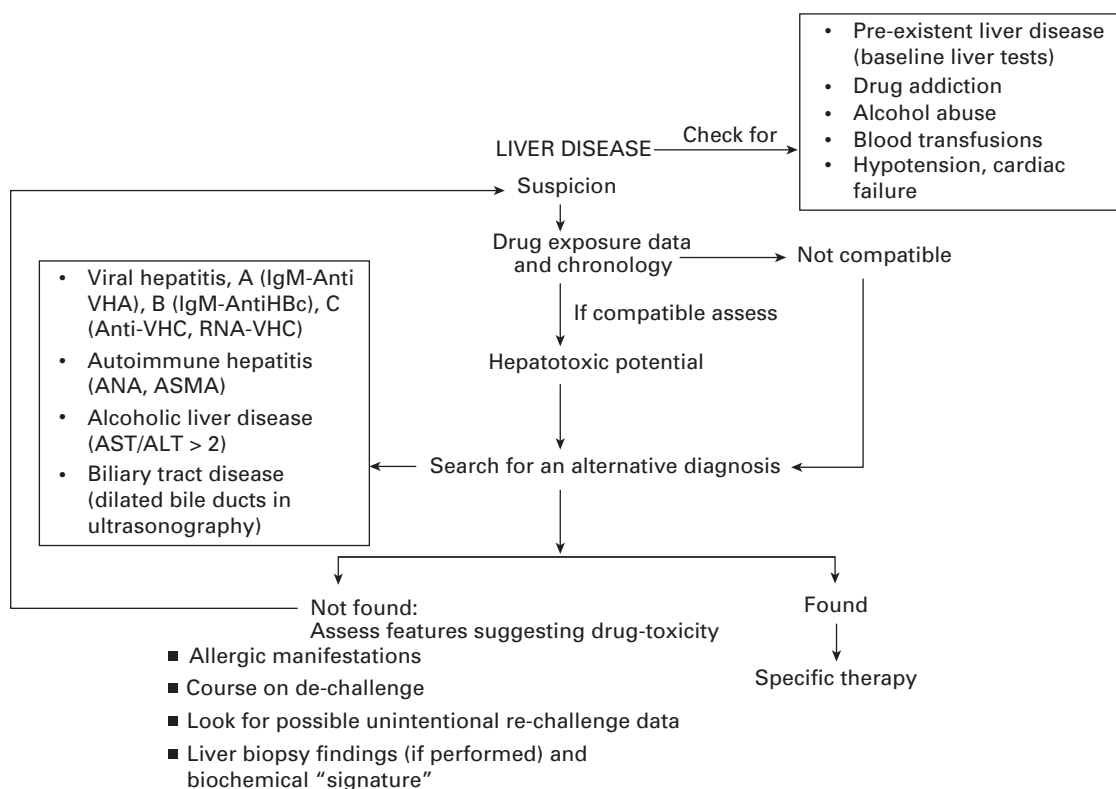 • Pre-existent liver disease
(baseline liver tests)
• Drug addiction
• Alcohol abuse
• Blood transfusions
• Hypotension, cardiac
failure
LIVER DISEASE
Check for
Suspicion
Drug exposure data
and chronology
Not compatible
If compatible assess
Hepatotoxic potential
• Viral hepatitis, A (IgM-Anti
VHA), B (IgM-AntiHBc), C
(Anti-VHC, RNA-VHC)
• Autoimmune hepatitis
(ANA, ASMA)
• Alcoholic liver disease
(AST/ALT > 2)
• Biliary tract disease
(dilated bile ducts in
ultrasonography)
Search for an alternative diagnosis
Not found:
Assess features suggesting drug-toxicity
■ Allergic manifestations
■ Course on de-challenge
■ Look for possible unintentional re-challenge data
■ Liver biopsy findings (if performed) and
biochemical “signature”
Found
Specific therapy